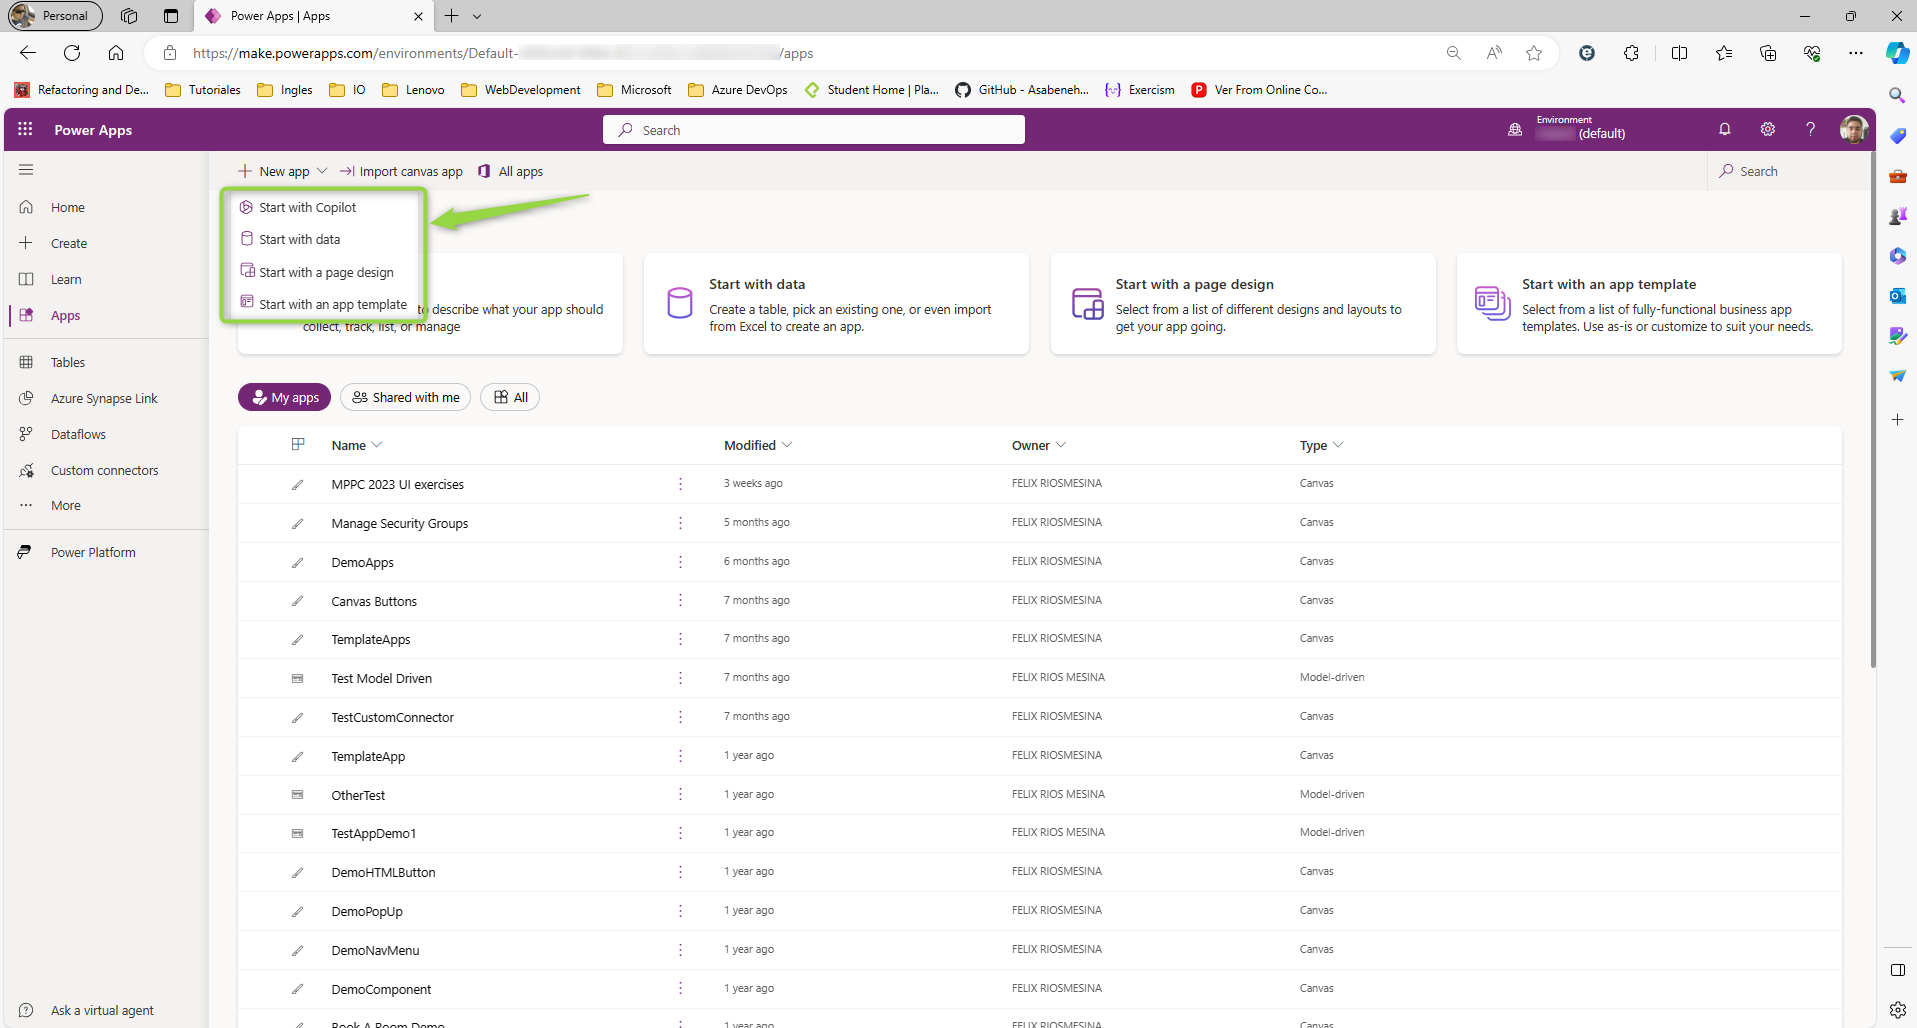 Personal
Power Apps | Apps
https://make.powerapps.com/environments/Default-
/apps
Refactoring and De...
Tutoriales
Ingles
IO
Lenovo
WebDevelopment
Microsoft
Azure DevOps
Student Home | Pla...
GitHub - Asabeneh...
Exercism
Ver From Online Co...
Power Apps
Search
Environment
(default)
New app
Import canvas app
All apps
Search
Home
Create
Learn
Apps
Tables
Azure Synapse Link
Dataflows
Custom connectors
More
Power Platform
Ask a virtual agent
Start with Copilot
Start with data
Start with a page design
Start with an app template
to describe what your app should
collect, track, list, or manage
Start with data
Create a table, pick an existing one, or even import
from Excel to create an app.
Start with a page design
Select from a list of different designs and layouts to
get your app going.
Start with an app template
Select from a list of fully-functional business app
templates. Use as-is or customize to suit your needs.
My apps
Shared with me
All
Name Modified Owner Type
MPPC 2023 UI exercises 3 weeks ago FELIX RIOSMESINA Canvas
Manage Security Groups 5 months ago FELIX RIOSMESINA Canvas
DemoApps 6 months ago FELIX RIOSMESINA Canvas
Canvas Buttons 7 months ago FELIX RIOSMESINA Canvas
TemplateApps 7 months ago FELIX RIOSMESINA Canvas
Test Model Driven 7 months ago FELIX RIOS MESINA Model-driven
TestCustomConnector 7 months ago FELIX RIOSMESINA Canvas
TemplateApp 1 year ago FELIX RIOSMESINA Canvas
OtherTest 1 year ago FELIX RIOS MESINA Model-driven
TestAppDemo1 1 year ago FELIX RIOS MESINA Model-driven
DemoHTMLButton 1 year ago FELIX RIOSMESINA Canvas
DemoPopUp 1 year ago FELIX RIOSMESINA Canvas
DemoNavMenu 1 year ago FELIX RIOSMESINA Canvas
DemoComponent 1 year ago FELIX RIOSMESINA Canvas
Book A Room Demo 1 year ago FELIX RIOSMESINA Canvas